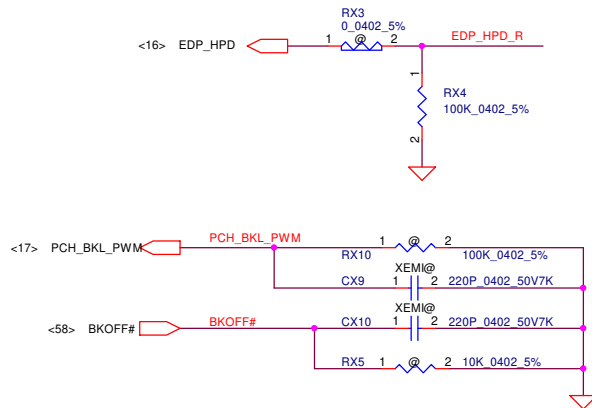 RX3
0_0402_5%
<16> EDP_HPD 1 @ 2 EDP_HPD_R
1
RX4
100K_0402_5%
2
<17> PCH_BKL_PWM PCH_BKL_PWM 1 @ 2
RX10 100K_0402_5%
XEMI@
CX9 1 2 220P_0402_50V7K
XEMI@
<58> BKOFF# BKOFF# CX10 1 2 220P_0402_50V7K
RX5 1 @ 2 10K_0402_5%